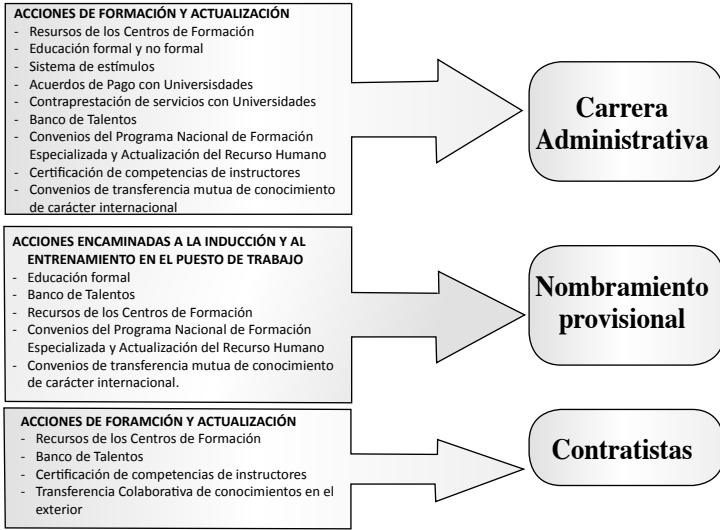 ACCIONES DE FORMACIÓN Y ACTUALIZACIÓN
- Resursos de los Centros de Formación
- Educación formal y no formal
- Sistema de estímulos
- Acuerdos de Pago con Universisdades
- Contraprestación de servicios con Universidades
- Banco de Talentos
- Convenios del Programa Nacional de Formación
Especializada y Actualización del Recurso Humano
- Certificación de competencias de instructores
- Convenios de transferencia mutua de conocimiento
de carácter internacional
Carrera
Administrativa
ACCIONES ENCAMINADAS A LA INDUCCIÓN Y AL
ENTRENAMIENTO EN EL PUESTO DE TRABAJO
- Educación formal
- Banco de Talentos
- Recursos de los Centros de Formación
- Convenios del Programa Nacional de Formación
Especializada y Actualización del Recurso Humano
- Convenios de transferencia mutua de conocimiento
de carácter internacional.
Nombramiento
provisional
ACCIONES DE FORAMCIÓN Y ACTUALIZACIÓN
- Recursos de los Centros de Formación
- Banco de Talentos
- Certificación de competencias de instructores
- Transferencia Colaborativa de conocimientos en el
exterior
Contratistas